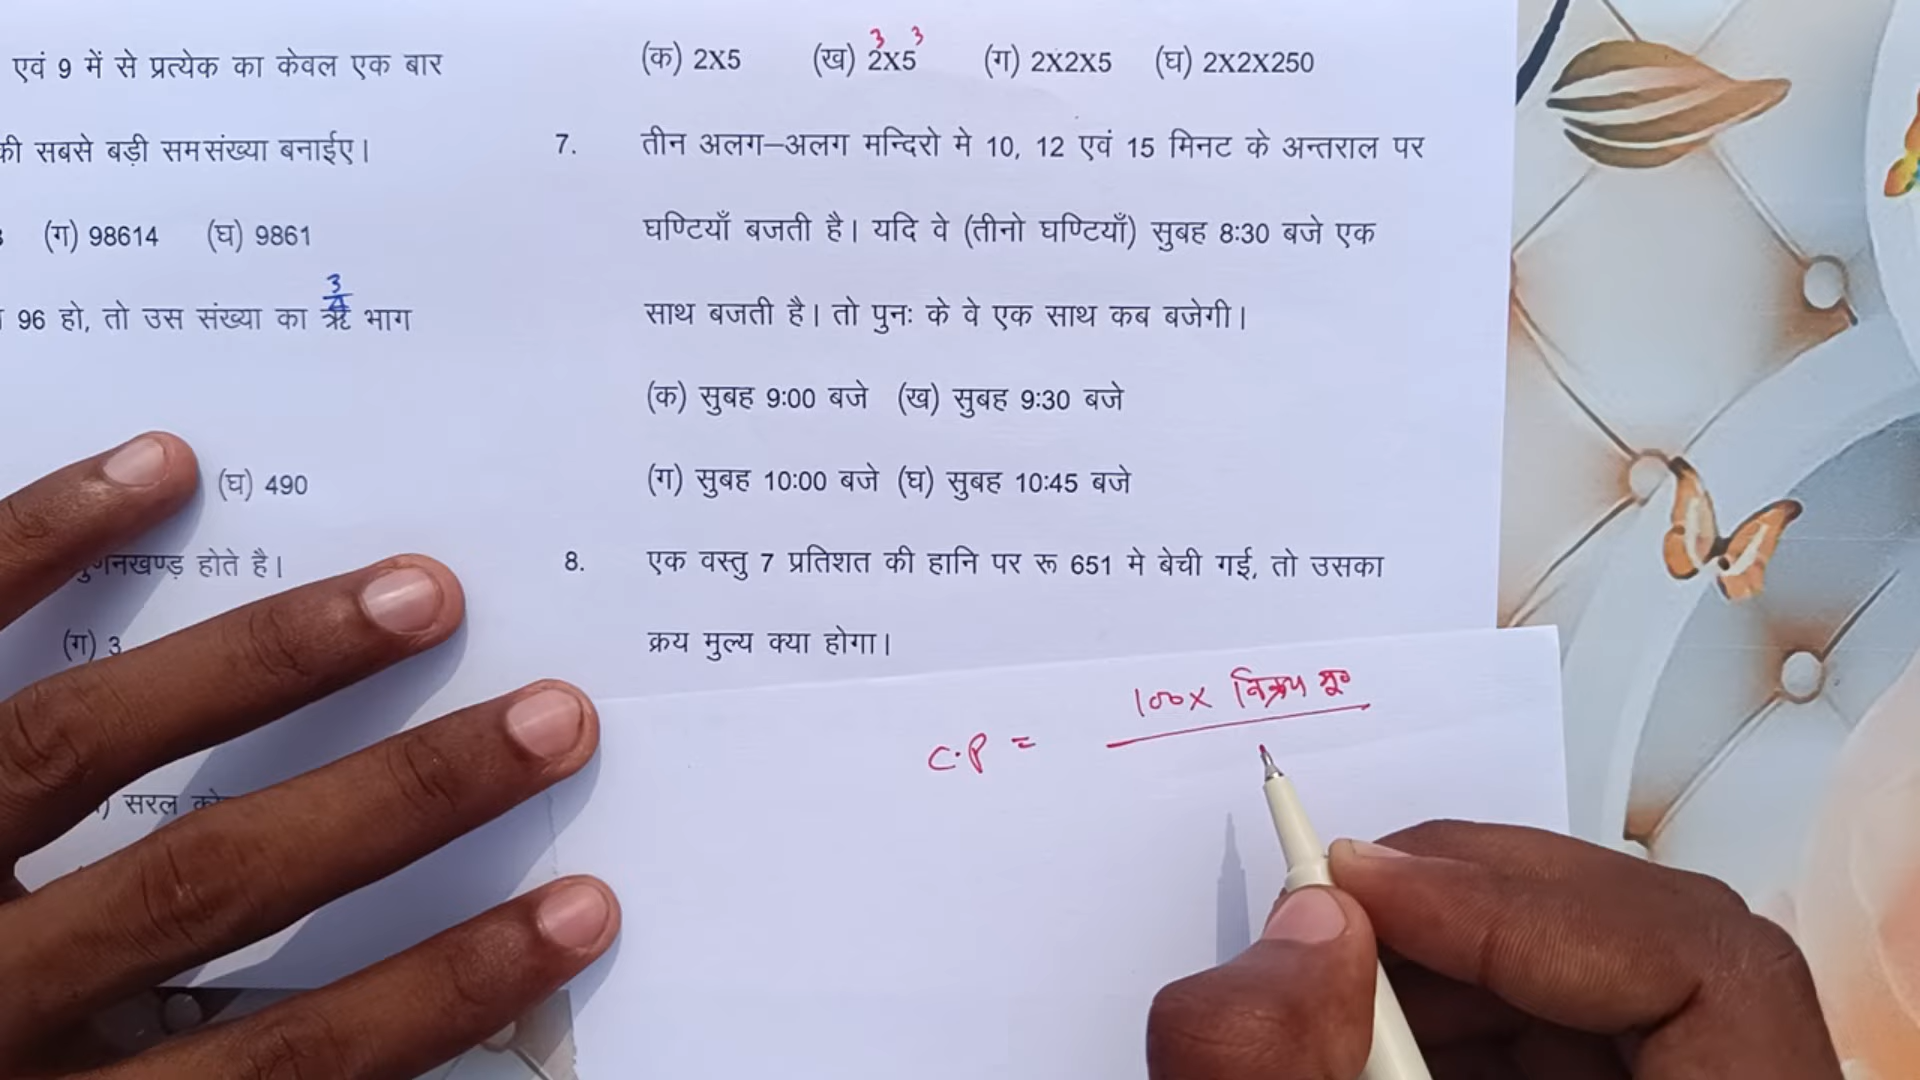 एवं 9 में से प्रत्येक का केवल एक बार
की सबसे बड़ी समसंख्या बनाईए।
(ग) 98614 (घ) 9861
96 हो, तो उस संख्या का 3/4 भाग
(घ) 490
होते है।
(ग) 3
सरल
(क) 2X5 (ख) 2³x5³ (ग) 2X2X5 (घ) 2X2X250
7. तीन अलग–अलग मन्दिरो मे 10, 12 एवं 15 मिनट के अन्तराल पर
घण्टियाँ बजती है। यदि वे (तीनो घण्टियाँ) सुबह 8:30 बजे एक
साथ बजती है। तो पुनः के वे एक साथ कब बजेगी।
(क) सुबह 9:00 बजे (ख) सुबह 9:30 बजे
(ग) सुबह 10:00 बजे (घ) सुबह 10:45 बजे
8. एक वस्तु 7 प्रतिशत की हानि पर रू 651 मे बेची गई, तो उसका
क्रय मुल्य क्या होगा।
100x विक्रय मू०
C.P =